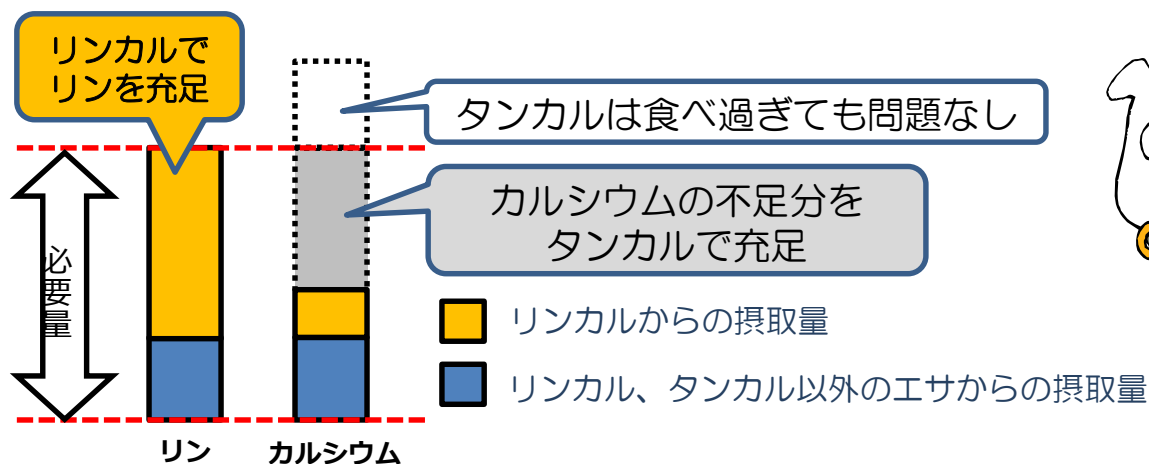 リンカルで
リンを充足
タンカルは食べ過ぎても問題なし
カルシウムの不足分を
タンカルで充足
必要量
リンカルからの摂取量
リンカル、タンカル以外のエサからの摂取量
リン
カルシウム